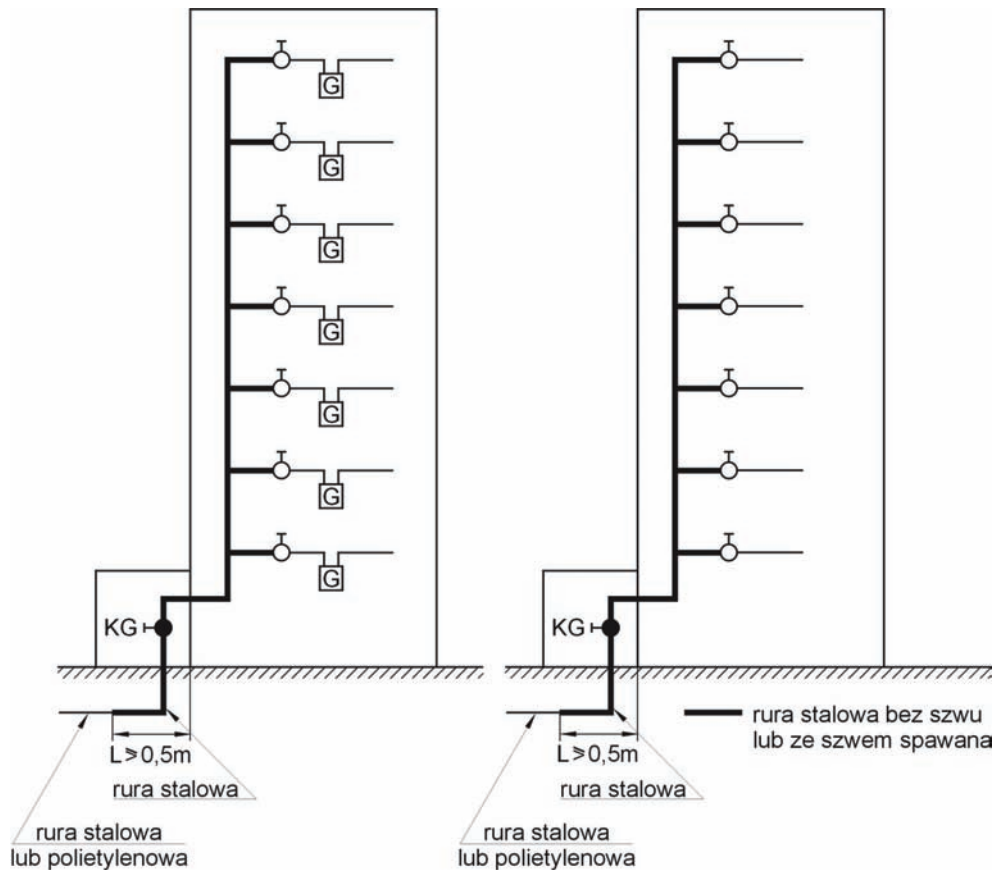 G
G
G
G
G
G
G
KG
L≥0,5m
rura stalowa
rura stalowa
lub polietylenowa
KG
L≥0,5m
rura stalowa
rura stalowa
lub polietylenowa
rura stalowa bez szwu
lub ze szwem spawana